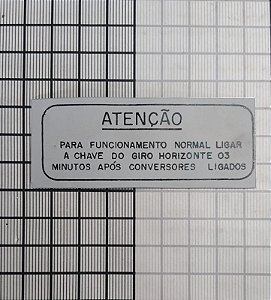 ATENÇÃO
PARA FUNCIONAMENTO NORMAL LIGAR
A CHAVE DO GIRO HORIZONTE 03
MINUTOS APÓS CONVERSORES LIGADOS